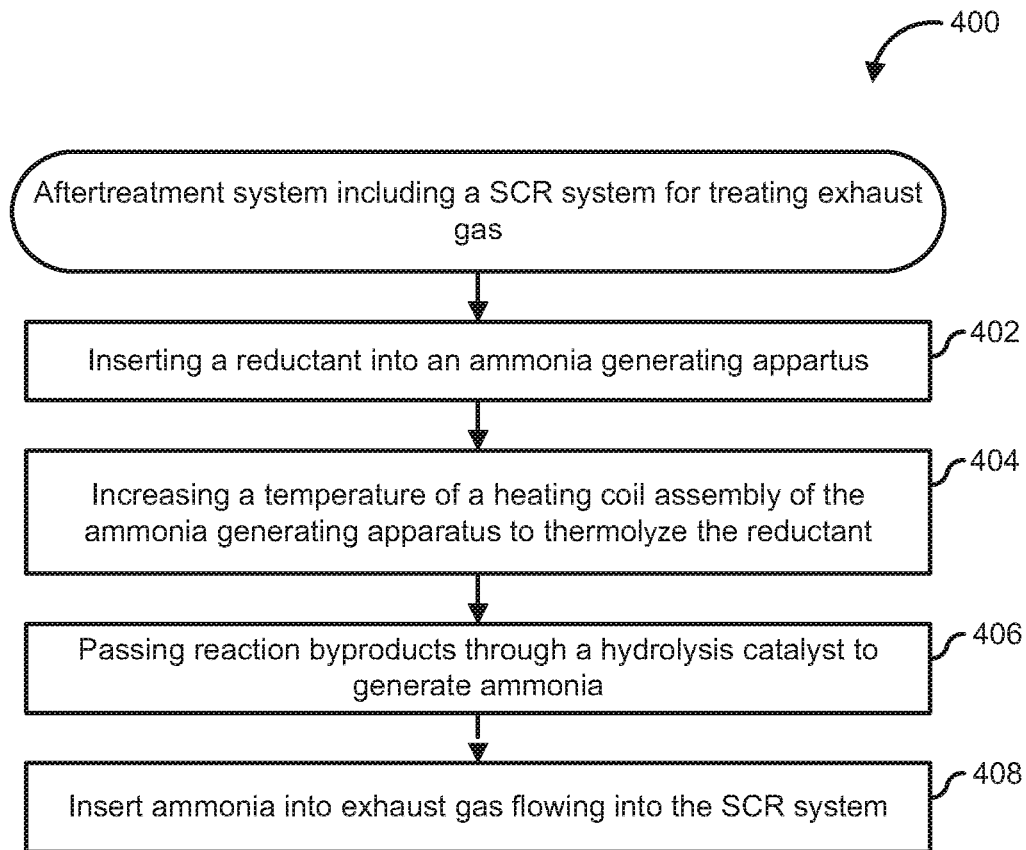 400
Aftertreatment system including a SCR system for treating exhaust
gas
402
Inserting a reductant into an ammonia generating appartus
404
Increasing a temperature of a heating coil assembly of the
ammonia generating apparatus to thermolyze the reductant
406
Passing reaction byproducts through a hydrolysis catalyst to
generate ammonia
408
Insert ammonia into exhaust gas flowing into the SCR system